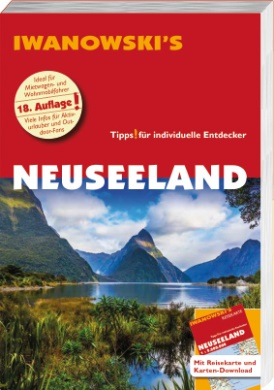 IWANOWSKI'S
Ideal für
Mietwagen- und
Wohnmobilfahrer
18. Auflage!
Viele Infos für Aktiv-
urlauber und Out-
door-Fans
Tipps! für individuelle Entdecker
NEUSEELAND
IWANOWSKI'S
NEUSEELAND
Mit Reisekarte und
Karten-Download